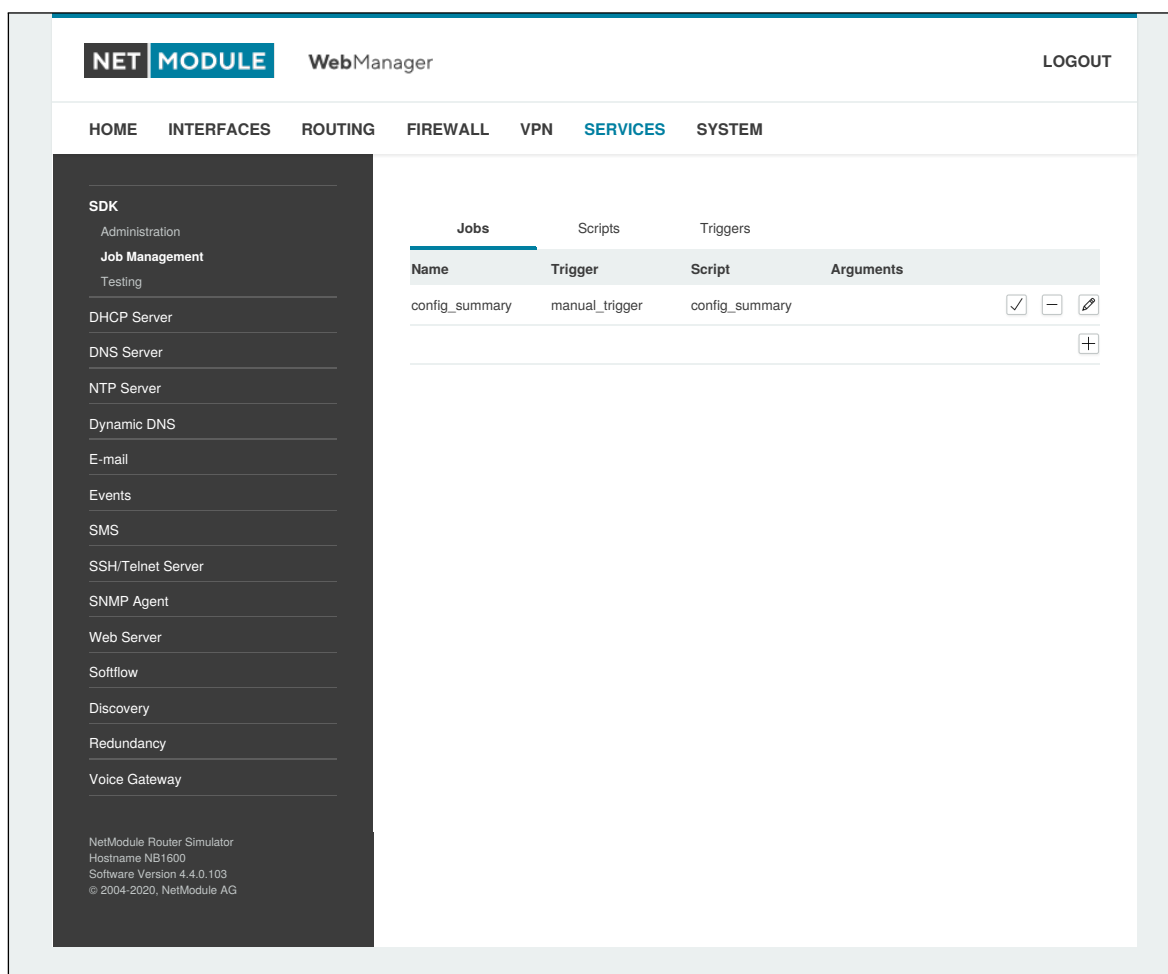 NET MODULE WebManager LOGOUT
HOME INTERFACES ROUTING FIREWALL VPN SERVICES SYSTEM
SDK
Administration
Job Management
Testing
DHCP Server
DNS Server
NTP Server
Dynamic DNS
E-mail
Events
SMS
SSH/Telnet Server
SNMP Agent
Web Server
Softflow
Discovery
Redundancy
Voice Gateway
NetModule Router Simulator
Hostname NB1600
Software Version 4.4.0.103
© 2004-2020, NetModule AG
Jobs Scripts Triggers
Name Trigger Script Arguments
config_summary manual_trigger config_summary